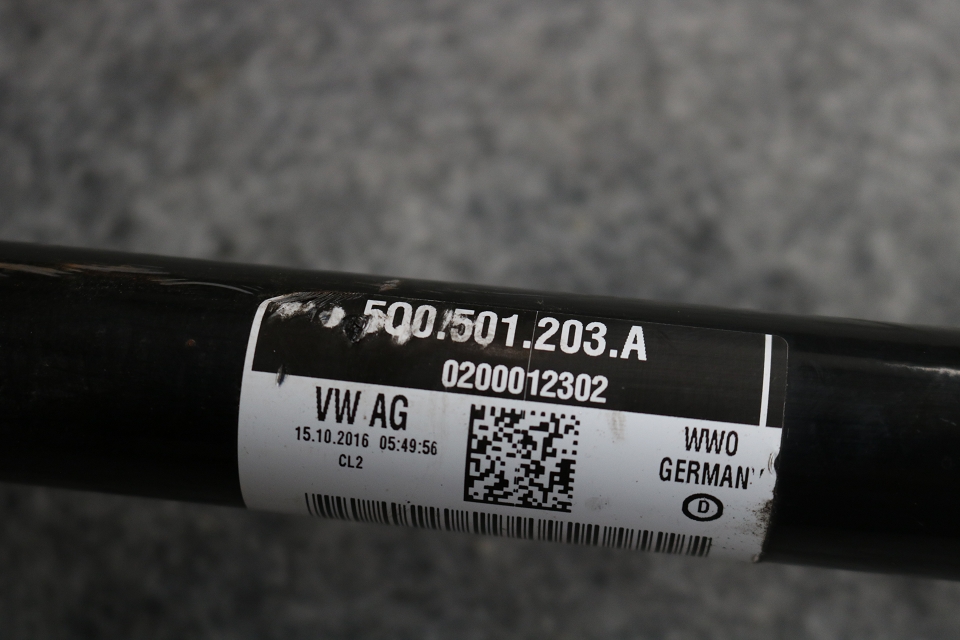 5Q0.501.203.A
0200012302
VW AG
15.10.2016 05:49:56
CL2
WWO
GERMANY
D